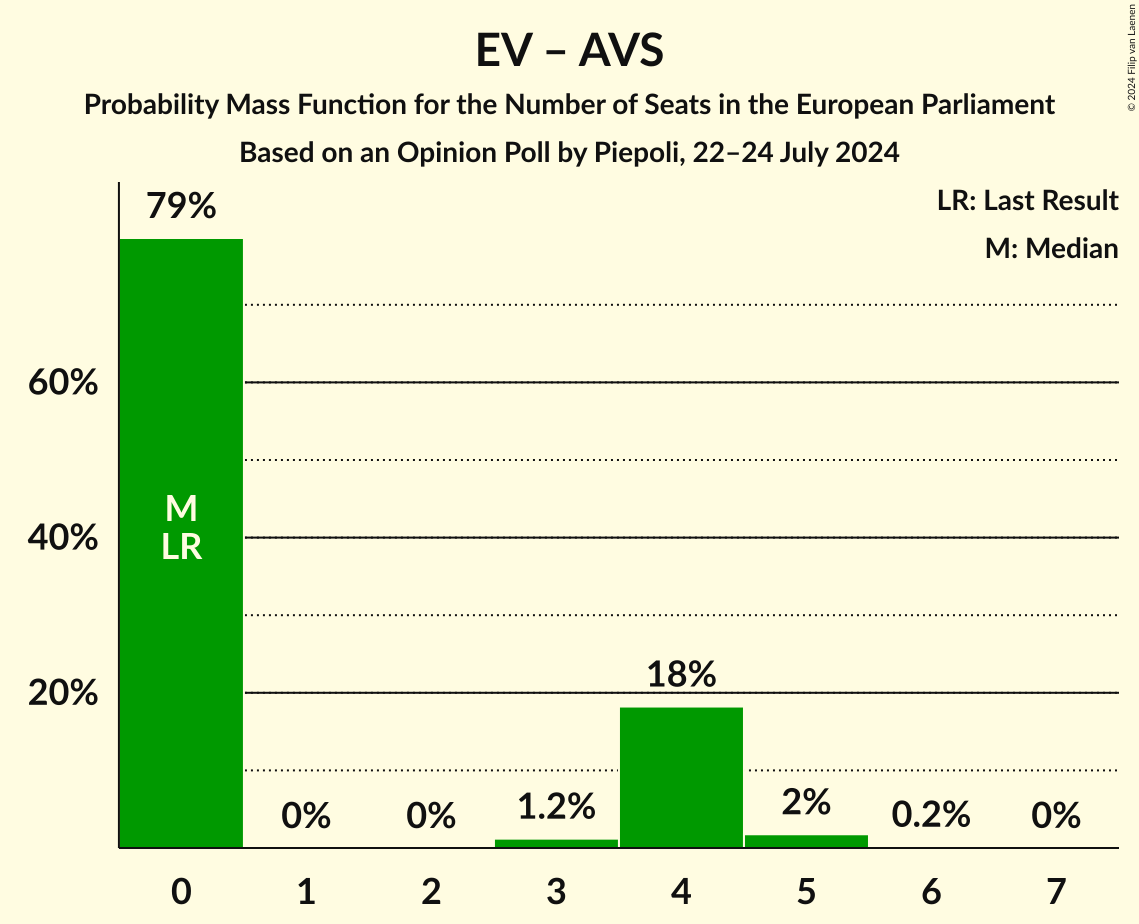 EV – AVS
Probability Mass Function for the Number of Seats in the European Parliament
Based on an Opinion Poll by Piepoli, 22–24 July 2024
© 2024 Filip van Laenen
LR: Last Result
M: Median
79%
60%
40%
20%
M
LR
0%
0%
1.2%
18%
2%
0.2%
0%
0
1
2
3
4
5
6
7